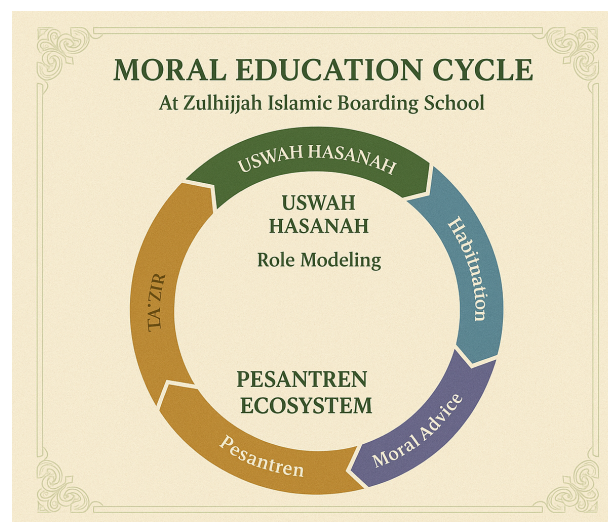 MORAL EDUCATION CYCLE
At Zulhijjah Islamic Boarding School
USWAH HASANAH
USWAH
HASANAH
Role Modeling
Habitnation
TA'ZIR
PESANTREN
ECOSYSTEM
Moral Advice
Pesantren